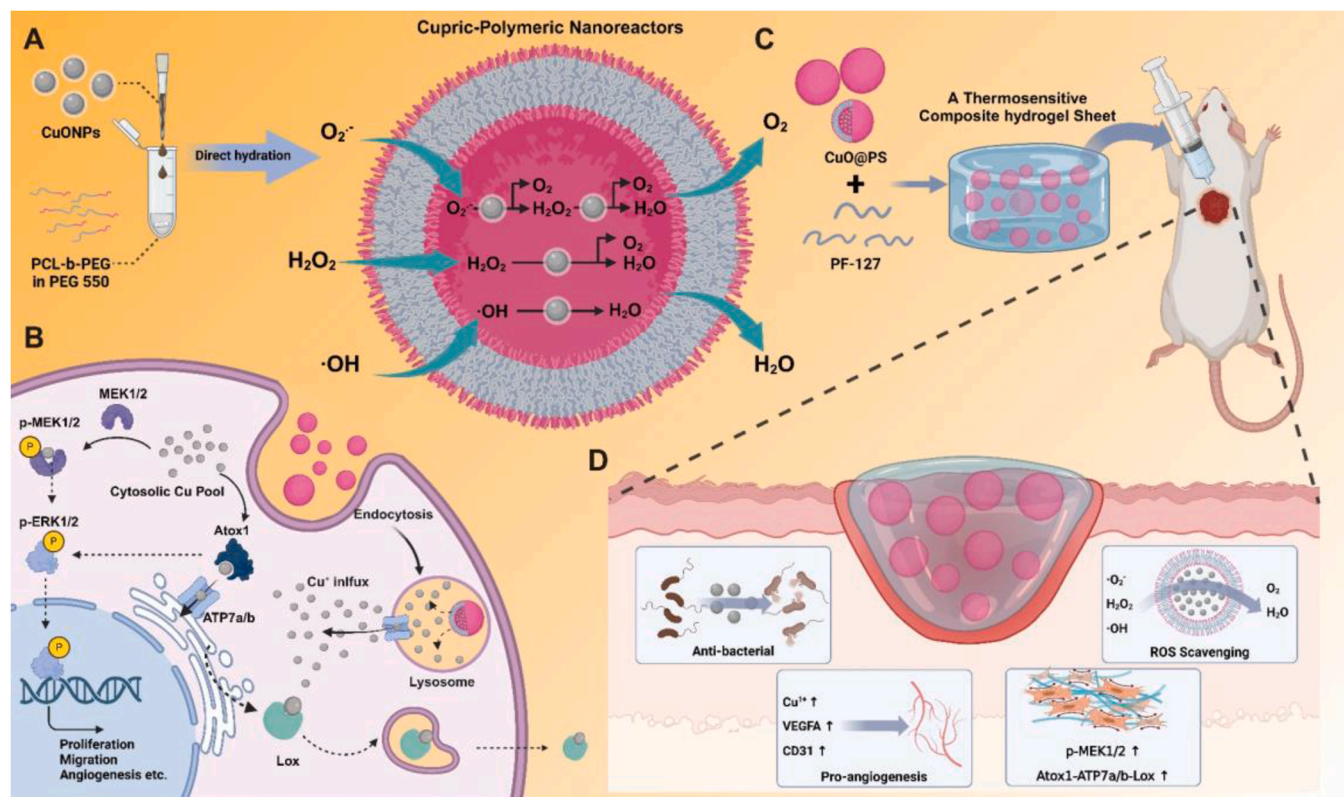 A
CuONPs
PCL-b-PEG
in PEG 550
Direct hydration
Cupric-Polymeric Nanoreactors
O₂·⁻
H₂O₂
·OH
O₂·⁻
O₂
H₂O₂
O₂
H₂O
H₂O₂
O₂
H₂O
·OH
H₂O
O₂
H₂O
C
CuO@PS
+
PF-127
A Thermosensitive
Composite hydrogel Sheet
B
MEK1/2
p-MEK1/2
P
Cytosolic Cu Pool
p-ERK1/2
P
Atox1
ATP7a/b
P
Proliferation
Migration
Angiogenesis etc.
Endocytosis
Cu⁺ inlfux
Lysosome
Lox
D
Anti-bacterial
Cu¹⁺ ↑
VEGFA ↑
CD31 ↑
Pro-angiogenesis
p-MEK1/2 ↑
Atox1-ATP7a/b-Lox ↑
·O₂⁻
H₂O₂
·OH
O₂
H₂O
ROS Scavenging